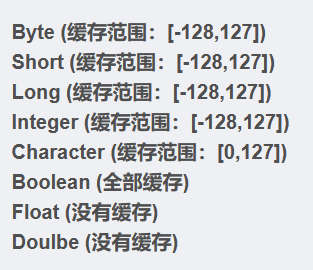 Byte (缓存范围：[-128,127])
Short (缓存范围：[-128,127])
Long (缓存范围：[-128,127])
Integer (缓存范围：[-128,127])
Character (缓存范围：[0,127])
Boolean (全部缓存)
Float (没有缓存)
Doulbe (没有缓存)